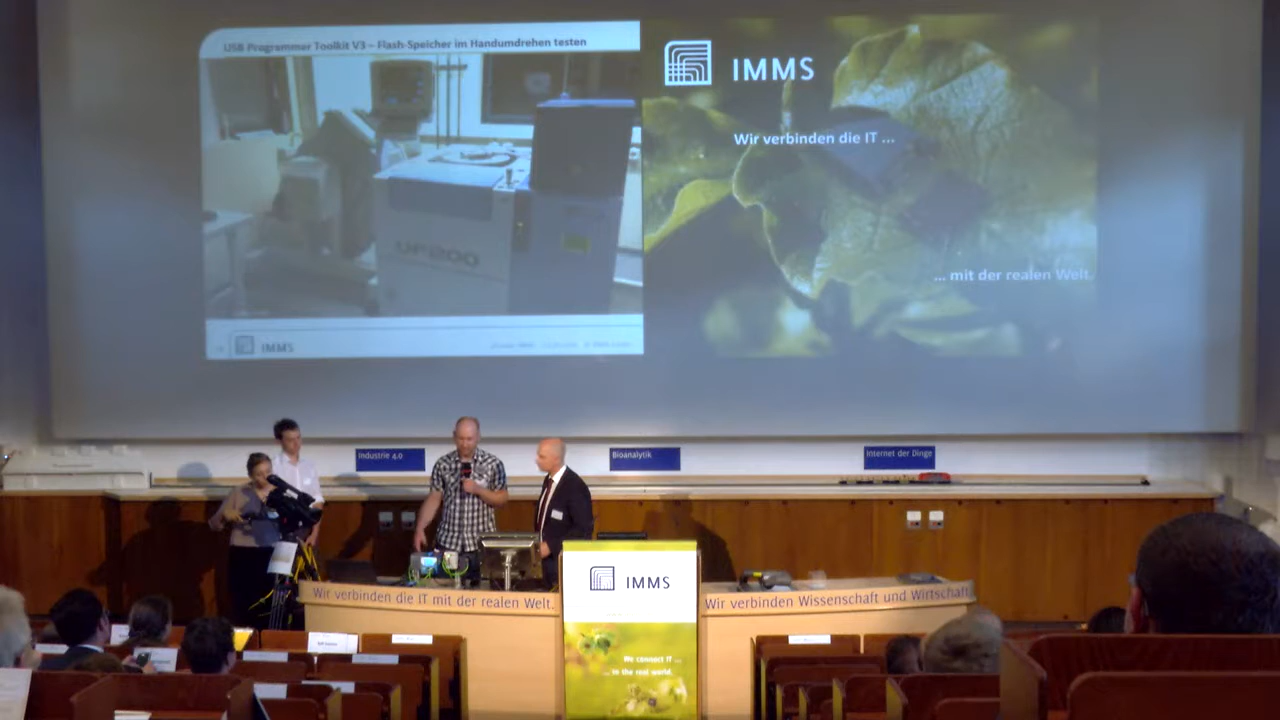 USB Programmer Toolkit V3 – Flash-Speicher im Handumdrehen testen
IMMS
Wir verbinden die IT ...
... mit der realen Welt.
UF200
IMMS
Industrie 4.0
Bioanalytik
Internet der Dinge
Wir verbinden die IT mit der realen Welt.
IMMS
Wir verbinden Wissenschaft und Wirtschaft
We connect IT ...
... to the real world.